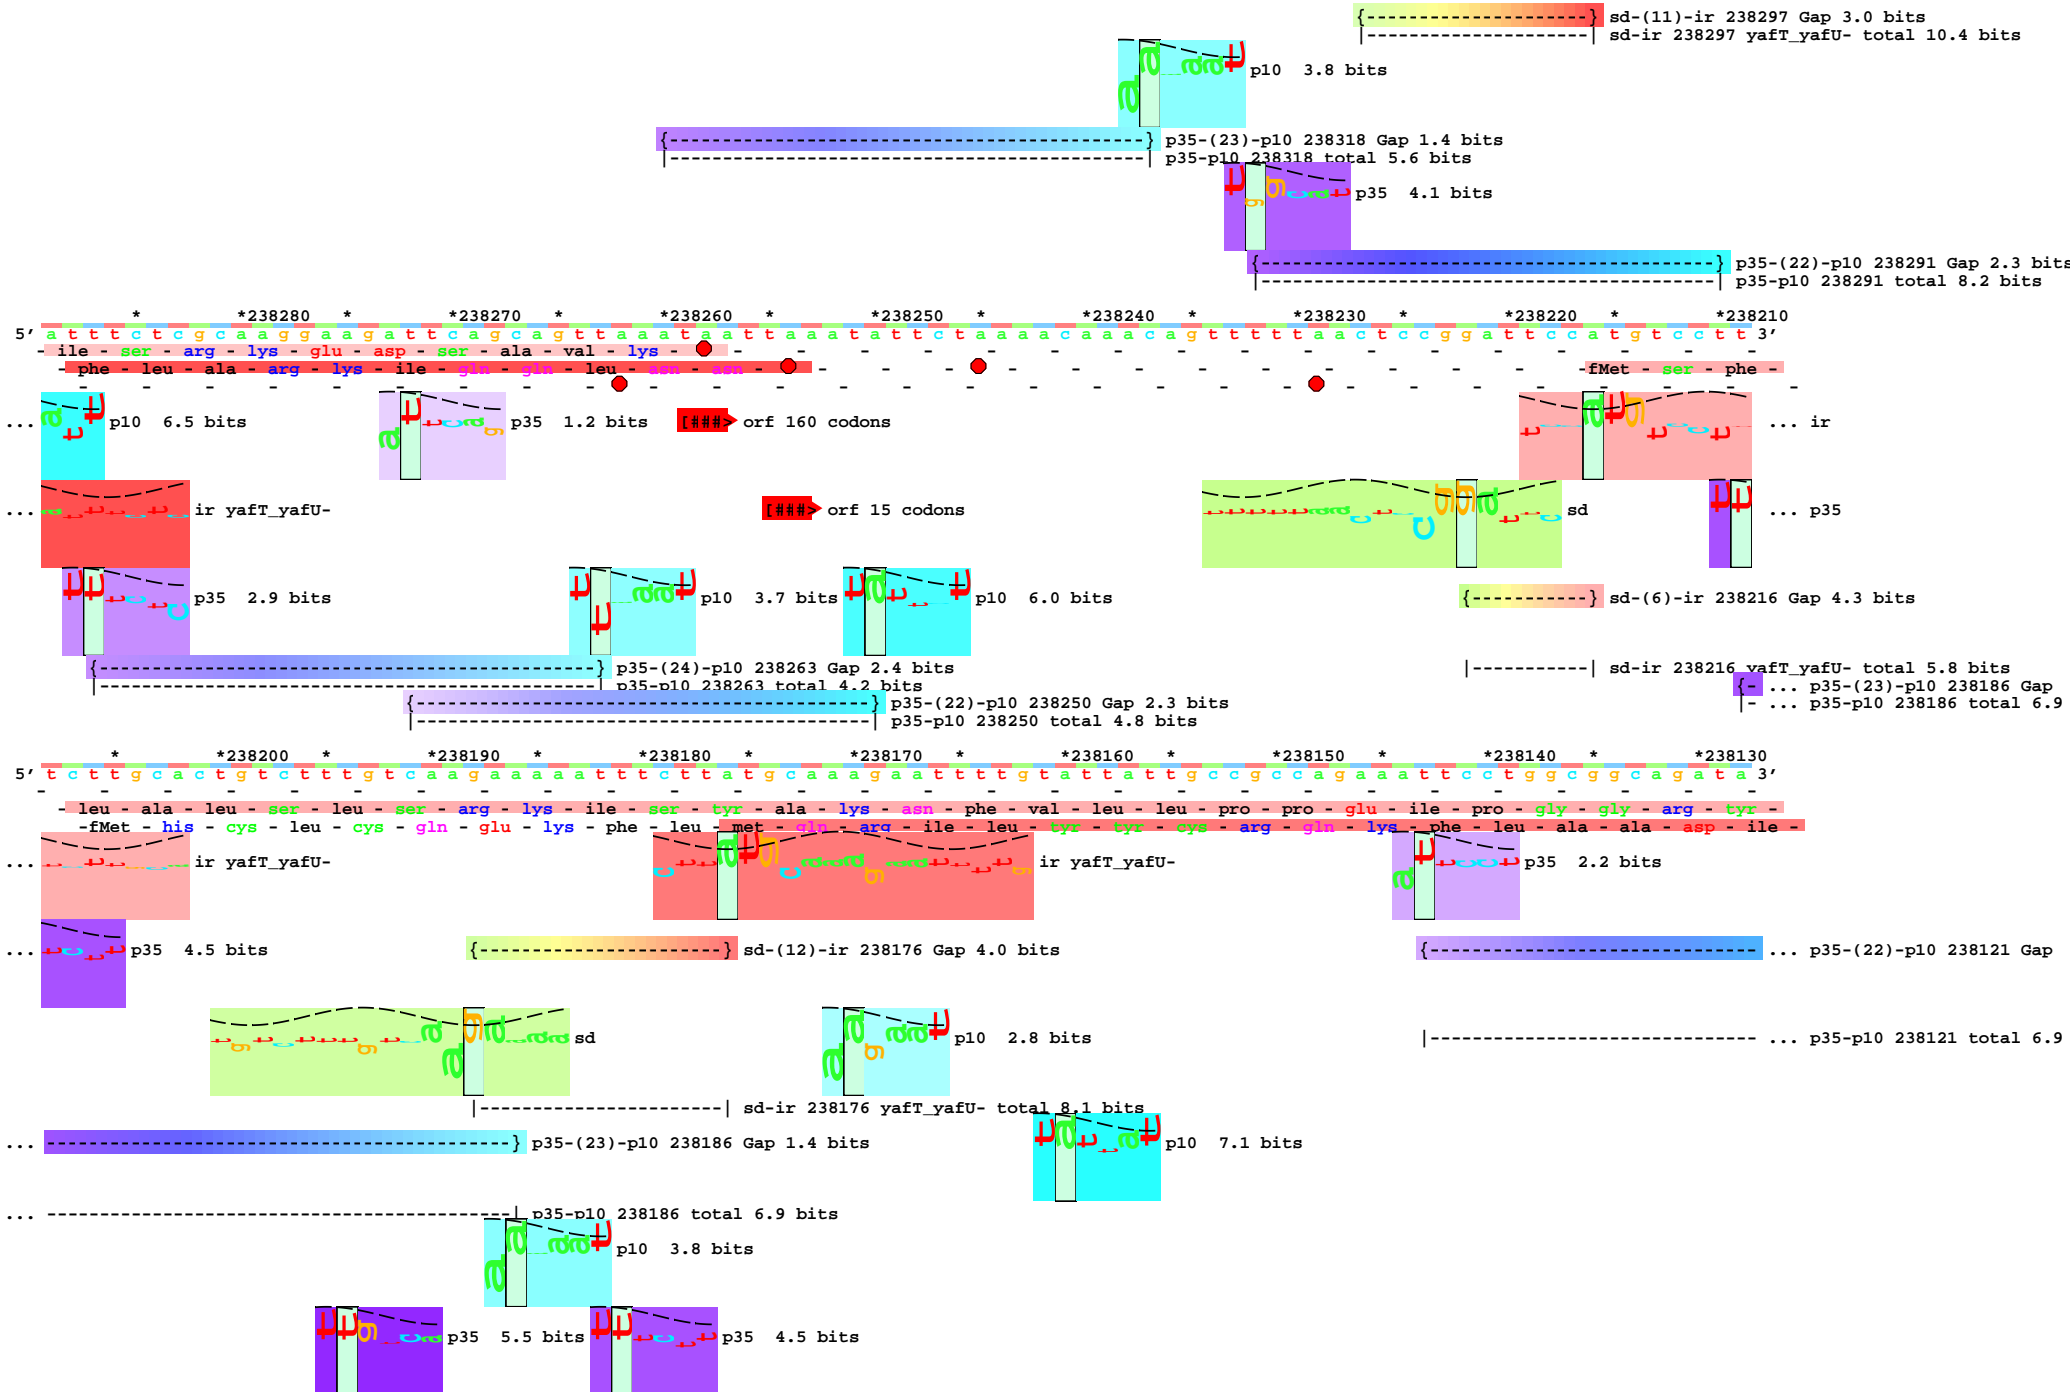 {----------------------} sd-(11)-ir 238297 Gap 3.0 bits
|---------------------| sd-ir 238297 yafT_yafU- total 10.4 bits
p10 3.8 bits
{---------------------------------------------} p35-(23)-p10 238318 Gap 1.4 bits
|---------------------------------------------| p35-p10 238318 total 5.6 bits
p35 4.1 bits
{-------------------------------------------} p35-(22)-p10 238291 Gap 2.3 bits
|-------------------------------------------| p35-p10 238291 total 8.2 bits
* *238280 * *238270 * *238260 * *238250 * *238240 * *238230 * *238220 * *238210
5' a t t t c t c g c a a g g a a g a t t c a g c a g t t a a a t a a t t a a a t a t t c t a a a a c a a c a g t t t t t a a c t c c g g a t t c c a t g t c c t t 3'
- ile - ser - arg - lys - glu - asp - ser - ala - val - lys -
- phe - leu - ala - arg - lys - ile - gln - gln - leu - asn - asn - -fMet - ser - phe -
... p10 6.5 bits p35 1.2 bits [###> orf 160 codons ... ir
... ir yafT_yafU- [###> orf 15 codons sd ... p35
p35 2.9 bits p10 3.7 bits p10 6.0 bits {---------} sd-(6)-ir 238216 Gap 4.3 bits
{-----------------------------------------------} p35-(24)-p10 238263 Gap 2.4 bits |-----------| sd-ir 238216 yafT_yafU- total 5.8 bits
|-----------------------------------------------| p35-p10 238263 total 4.2 bits {- ... p35-(23)-p10 238186 Gap
{-------------------------------------------} p35-(22)-p10 238250 Gap 2.3 bits |- ... p35-p10 238186 total 6.9
|-------------------------------------------| p35-p10 238250 total 4.8 bits
* *238200 * *238190 * *238180 * *238170 * *238160 * *238150 * *238140 * *238130
5' t c t t g c a c t g t c t t t g t c a a g a a a a a t t t c t t a t g c a a a g a a t t t t g t a t t a t t g c c g c c a g a a a t t c c t g g c g g c a g a t a 3'
- leu - ala - leu - ser - leu - ser - arg - lys - ile - ser - tyr - ala - lys - asn - phe - val - leu - leu - pro - pro - glu - ile - pro - gly - gly - arg - tyr -
-fMet - his - cys - leu - cys - gln - glu - lys - phe - leu - met - gln - arg - ile - leu - tyr - tyr - cys - arg - gln - lys - phe - leu - ala - ala - asp - ile -
... ir yafT_yafU- ir yafT_yafU- p35 2.2 bits
... p35 4.5 bits {-----------------------} sd-(12)-ir 238176 Gap 4.0 bits {------------------------------- ... p35-(22)-p10 238121 Gap
sd p10 2.8 bits |------------------------------- ... p35-p10 238121 total 6.9
|-----------------------| sd-ir 238176 yafT_yafU- total 8.1 bits
... --------------------------------------------} p35-(23)-p10 238186 Gap 1.4 bits p10 7.1 bits
... --------------------------------------------| p35-p10 238186 total 6.9 bits
p10 3.8 bits
p35 5.5 bits p35 4.5 bits